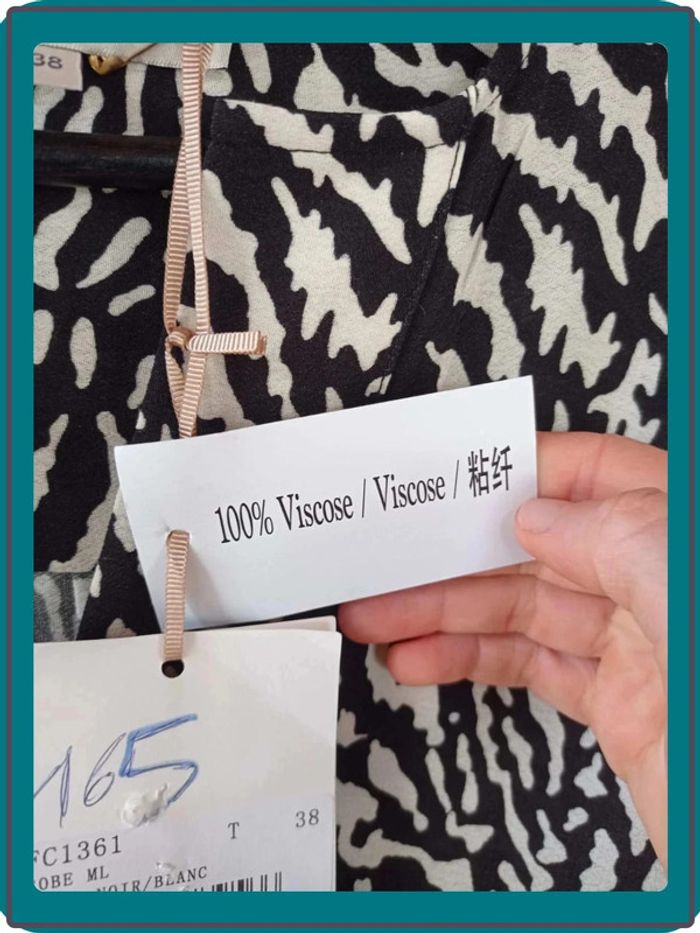 38
100% Viscose / Viscose / 粘纤
165
FC1361
T 38
OBE ML
NOIR/BLANC